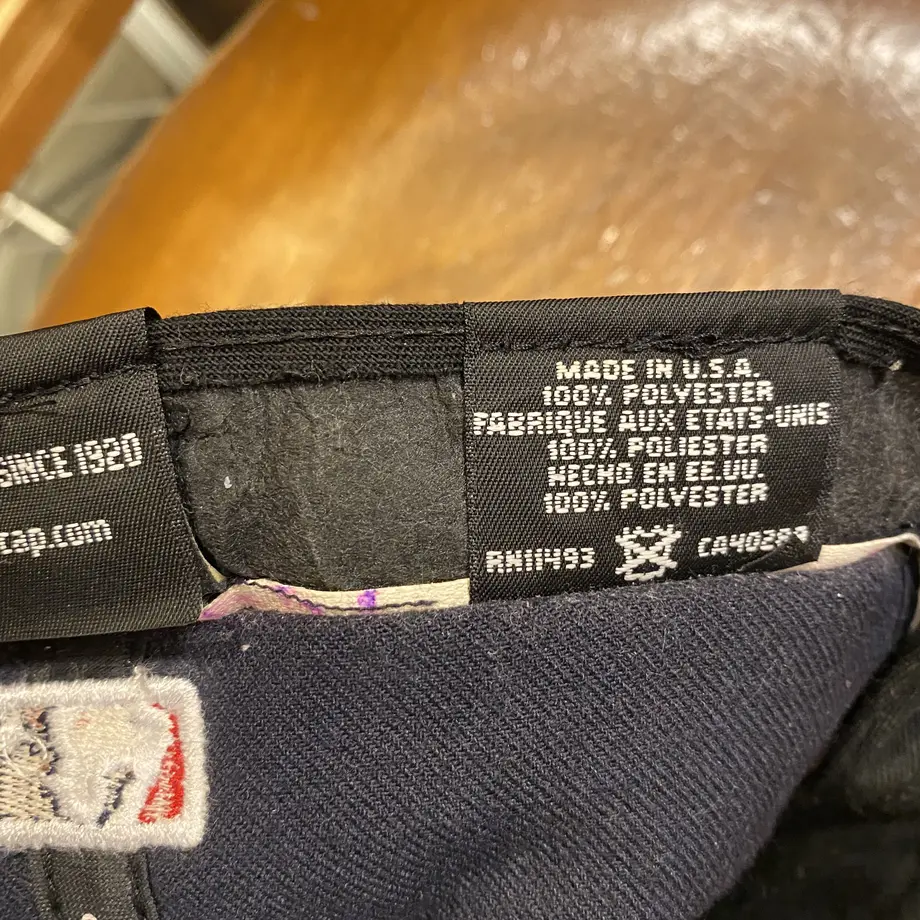 SINCE 1920
cap.com
MADE IN U.S.A.
100% POLYESTER
FABRIQUE AUX ETATS-UNIS
100% POLIESTER
HECHO EN EE.UU.
100% POLYESTER
RN11493 CA40289